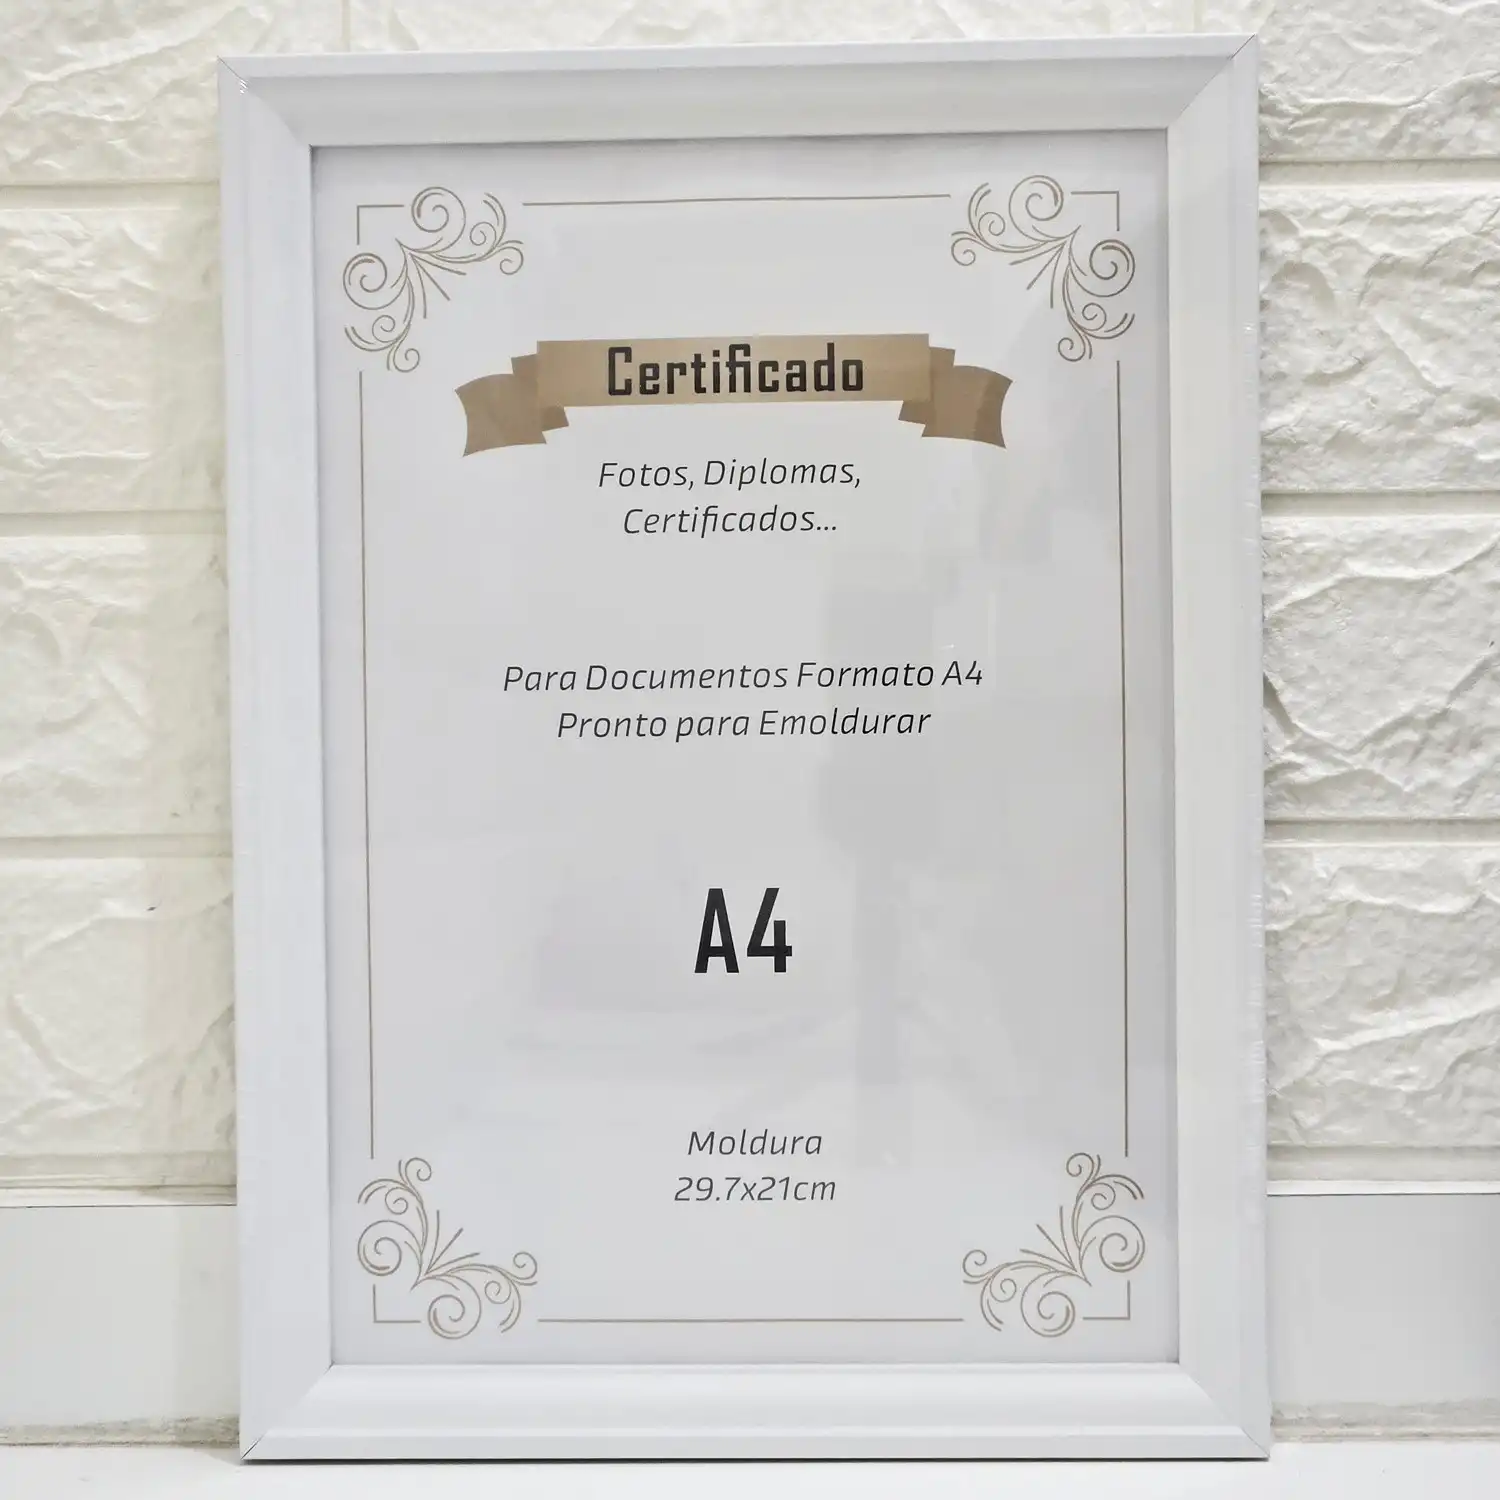 Certificado
Fotos, Diplomas,
Certificados...
Para Documentos Formato A4
Pronto para Emoldurar
A4
Moldura
29.7x21cm